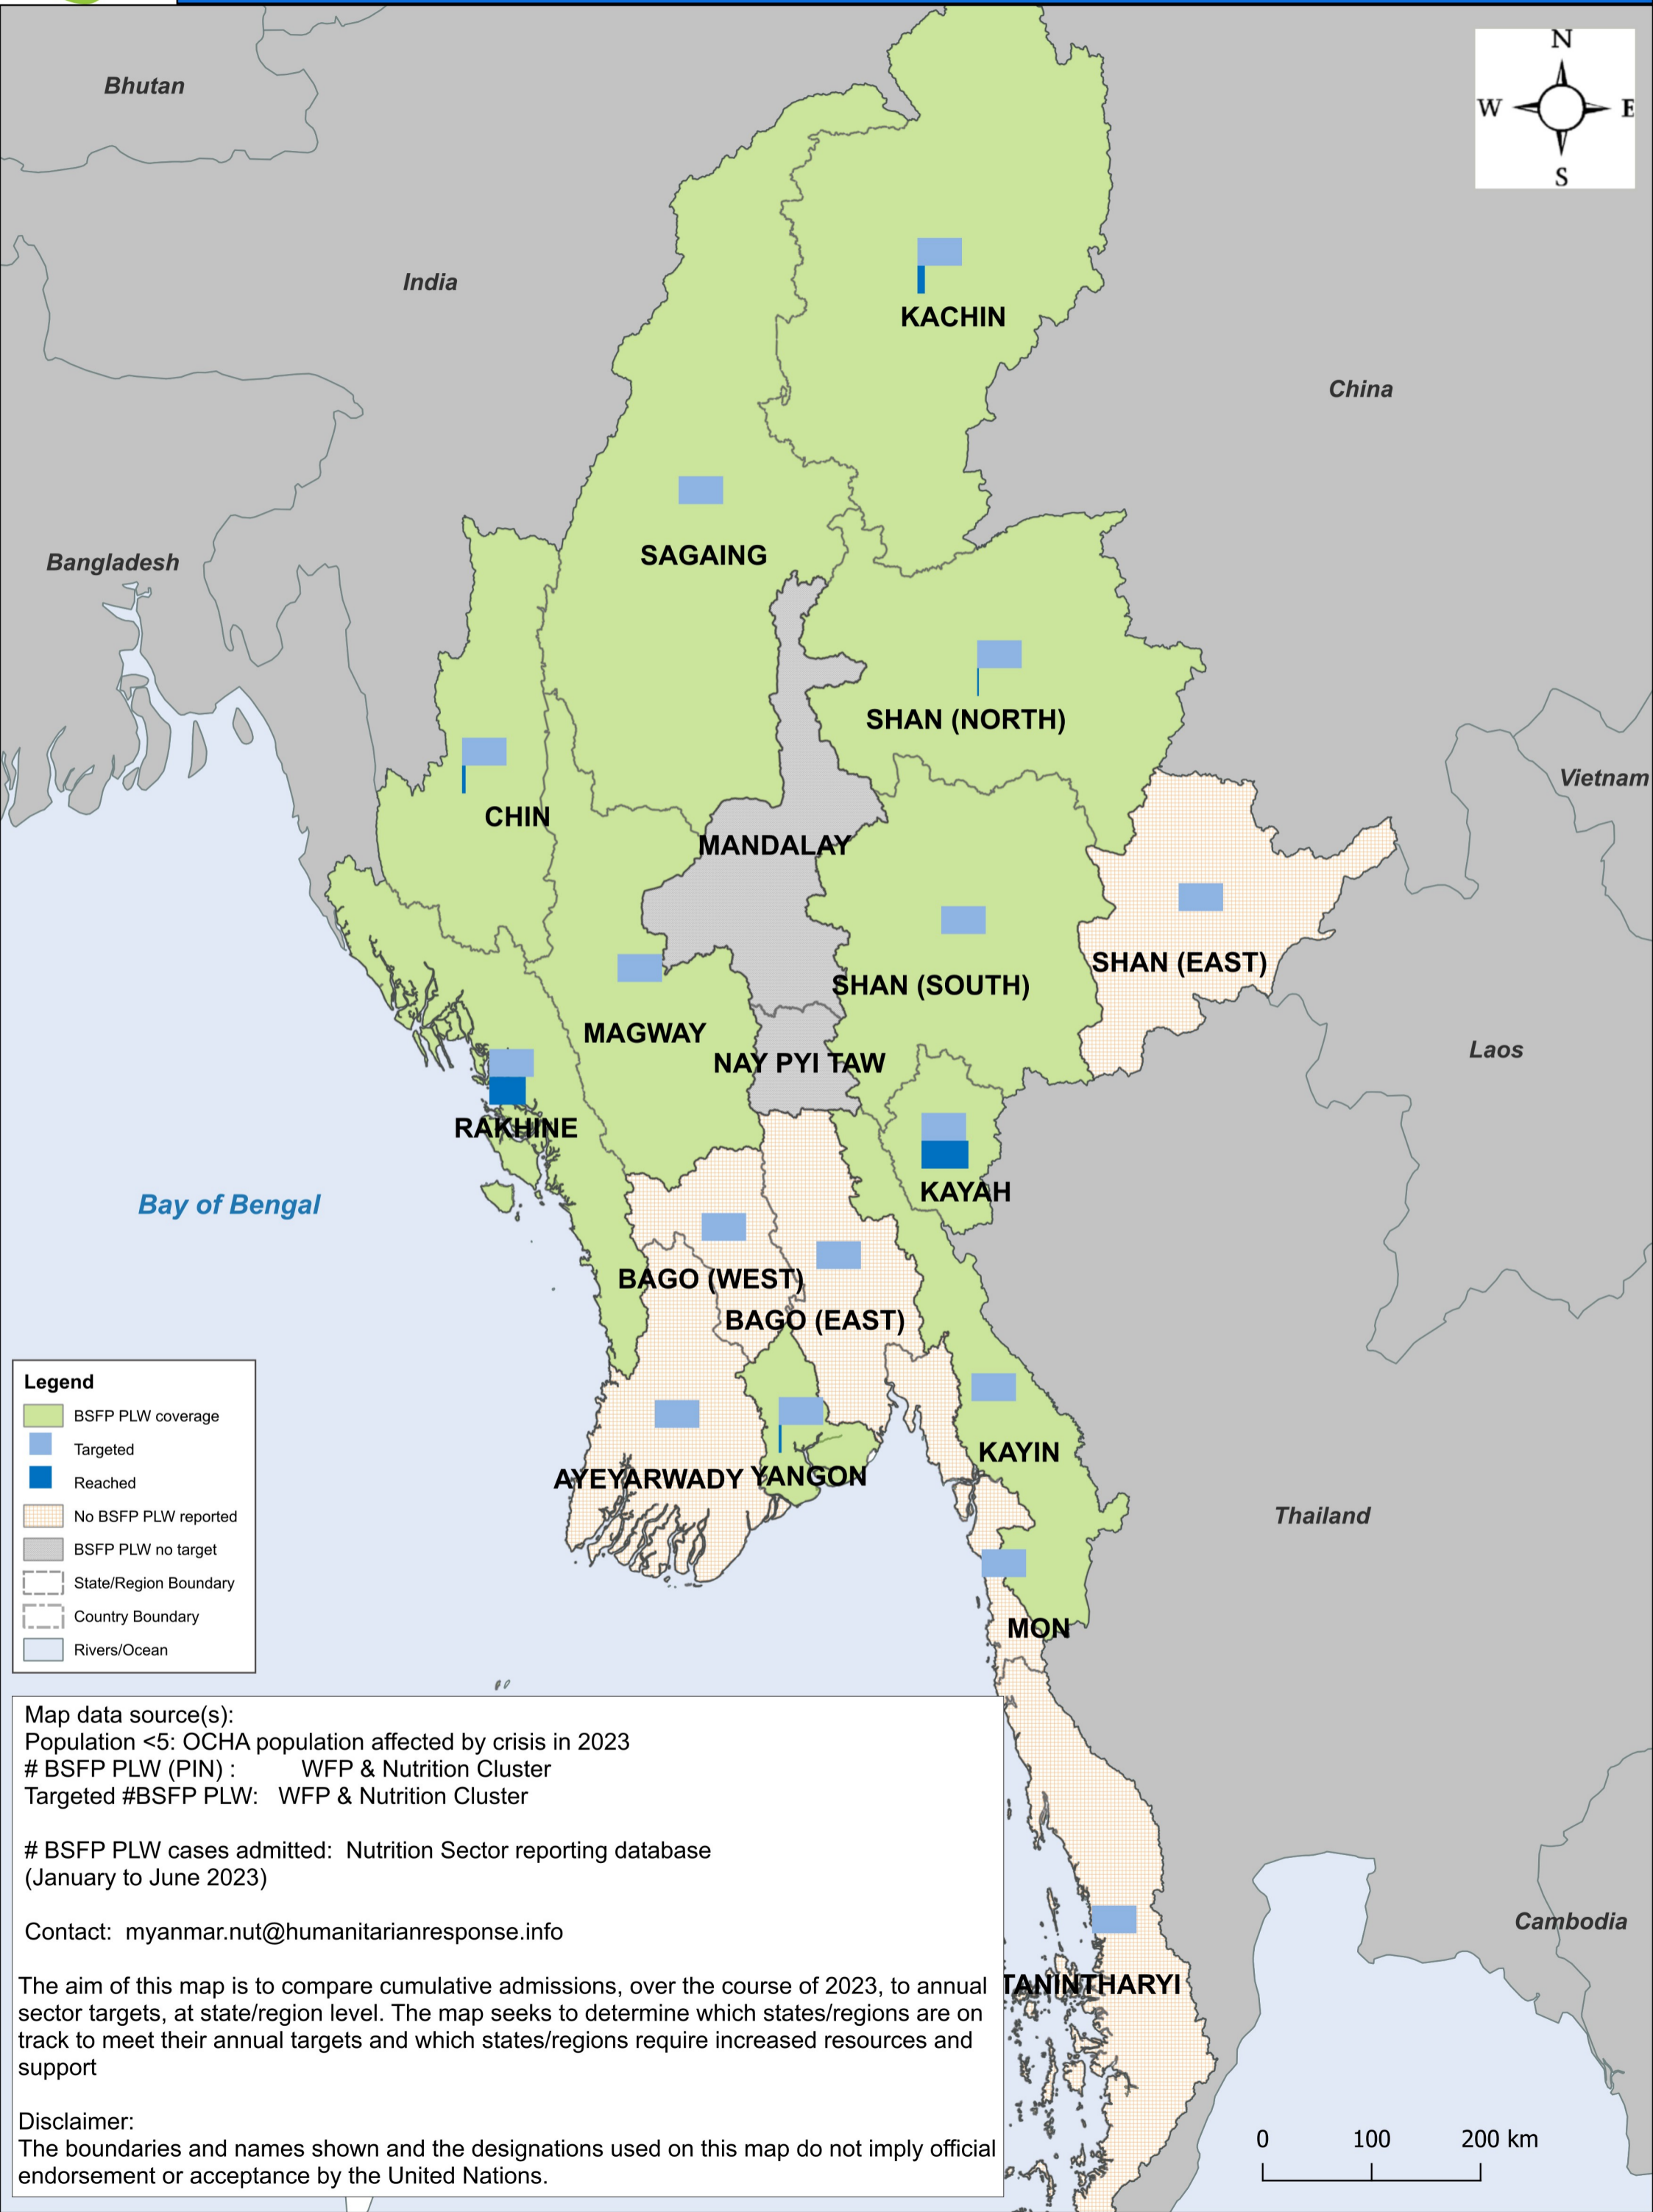 N
W E
S
Bhutan
India
KACHIN
China
SAGAING
Bangladesh
SHAN (NORTH)
Vietnam
CHIN
MANDALAY
SHAN (EAST)
SHAN (SOUTH)
MAGWAY
NAY PYI TAW
Laos
RAKHINE
KAYAH
Bay of Bengal
BAGO (WEST)
BAGO (EAST)
KAYIN
AYEYARWADY
YANGON
Thailand
MON
Cambodia
TANINTHARYI
Legend
BSFP PLW coverage
Targeted
Reached
No BSFP PLW reported
BSFP PLW no target
State/Region Boundary
Country Boundary
Rivers/Ocean
Map data source(s):
Population <5: OCHA population affected by crisis in 2023
# BSFP PLW (PIN) : WFP & Nutrition Cluster
Targeted #BSFP PLW: WFP & Nutrition Cluster
# BSFP PLW cases admitted: Nutrition Sector reporting database
(January to June 2023)
Contact: myanmar.nut@humanitarianresponse.info
The aim of this map is to compare cumulative admissions, over the course of 2023, to annual
sector targets, at state/region level. The map seeks to determine which states/regions are on
track to meet their annual targets and which states/regions require increased resources and
support
Disclaimer:
The boundaries and names shown and the designations used on this map do not imply official
endorsement or acceptance by the United Nations.
0 100 200 km